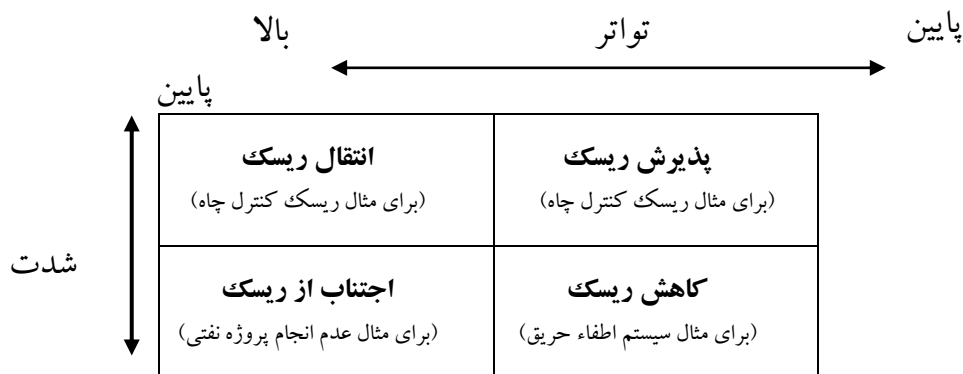 پایین
تواتر
بالا
پایین
پذیرش ریسک
(برای مثال ریسک کنترل چاه)
انتقال ریسک
(برای مثال ریسک کنترل چاه)
شدت
کاهش ریسک
(برای مثال سیستم اطفاء حریق)
اجتناب از ریسک
(برای مثال عدم انجام پروژه نفتی)